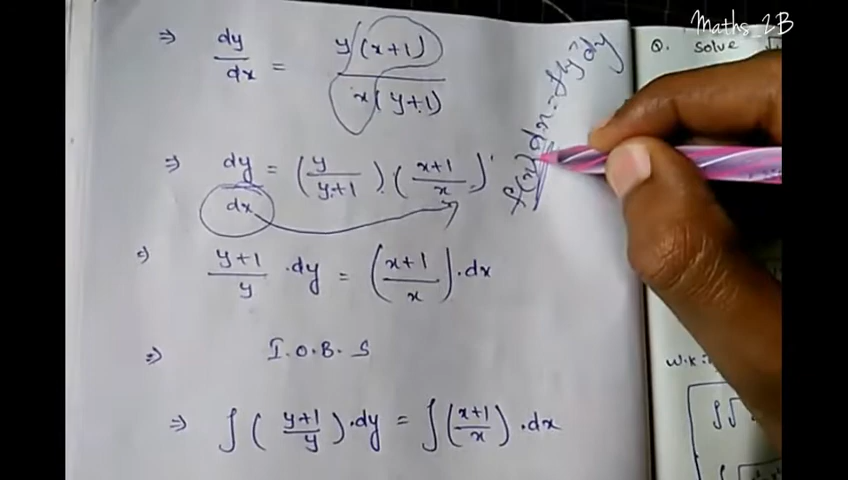 Maths_2B
⇒ dy/dx = y(x+1)/x(y+1)
⇒ dy/dx = (y/y+1).(x+1/x)
f(x) dx = f(y) dy
⇒ y+1/y .dy = (x+1/x).dx
⇒ I.O.B.S
⇒ ∫(y+1/y).dy = ∫(x+1/x).dx
Q. Solve
W.K.